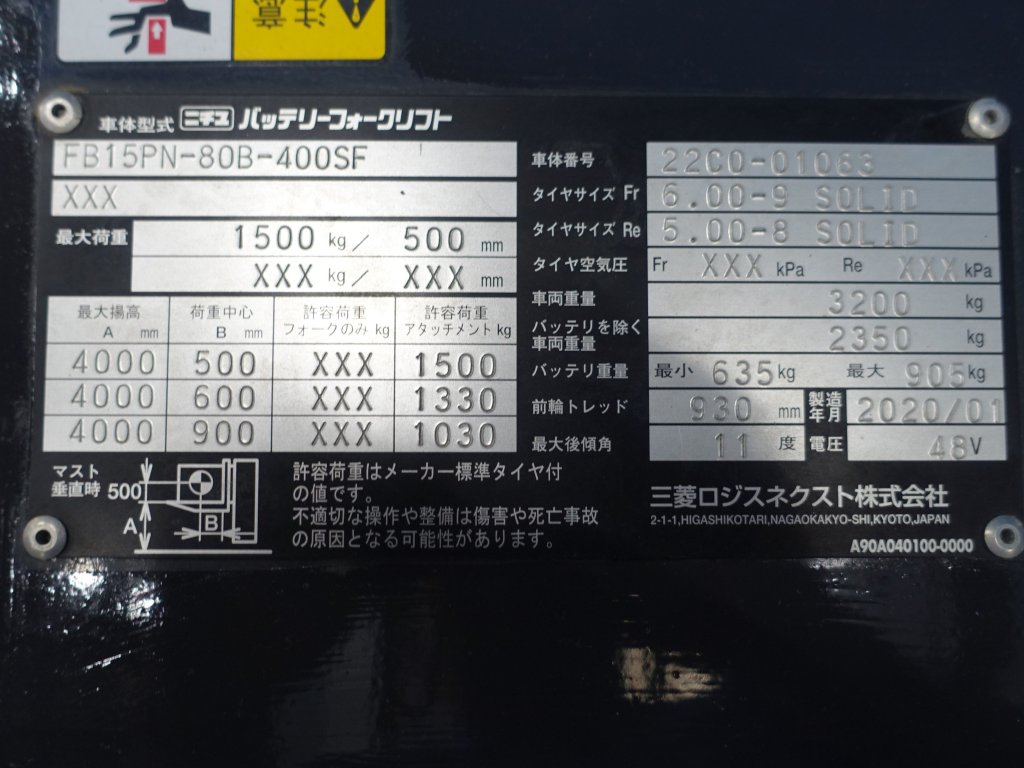 注意
車体型式 ニチユ バッテリーフォークリフト
FB15PN-80B-400SF
XXX
最大荷重 1500 kg/ 500 mm
XXX kg/ XXX mm
最大揚高 A mm 荷重中心 B mm 許容荷重 フォークのみ kg 許容荷重 アタッチメント kg
4000 500 XXX 1500
4000 600 XXX 1330
4000 900 XXX 1030
マスト
垂直時 500
A
B
許容荷重はメーカー標準タイヤ付
の値です。
不適切な操作や整備は傷害や死亡事故
の原因となる可能性があります。
車体番号 22C0-01063
タイヤサイズ Fr 6.00-9 SOLID
タイヤサイズ Re 5.00-8 SOLID
タイヤ空気圧 Fr XXX kPa Re XXX kPa
車両重量 3200 kg
バッテリを除く
車両重量 2350 kg
バッテリ重量 最小 635 kg 最大 905 kg
前輪トレッド 930 mm 製造年月 2020/01
最大後傾角 11 度 電圧 48 V
三菱ロジスネクスト株式会社
2-1-1,HIGASHIKOTARI,NAGAOKAKYO-SHI,KYOTO,JAPAN
A90A040100-0000